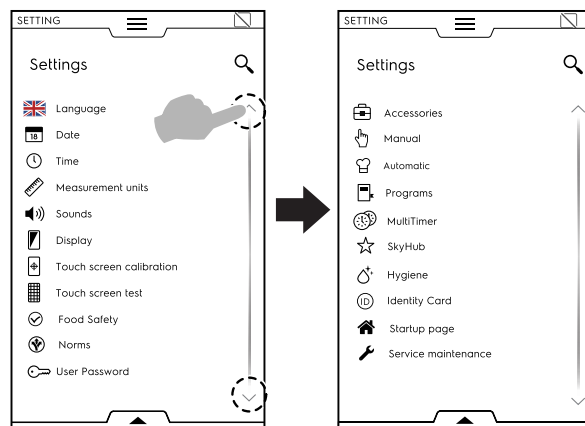 SETTING
Settings
Language
18
Date
Time
Measurement units
Sounds
Display
Touch screen calibration
Touch screen test
Food Safety
Norms
User Password
SETTING
Settings
Accessories
Manual
Automatic
Programs
MultiTimer
SkyHub
Hygiene
ID
Identity Card
Startup page
Service maintenance